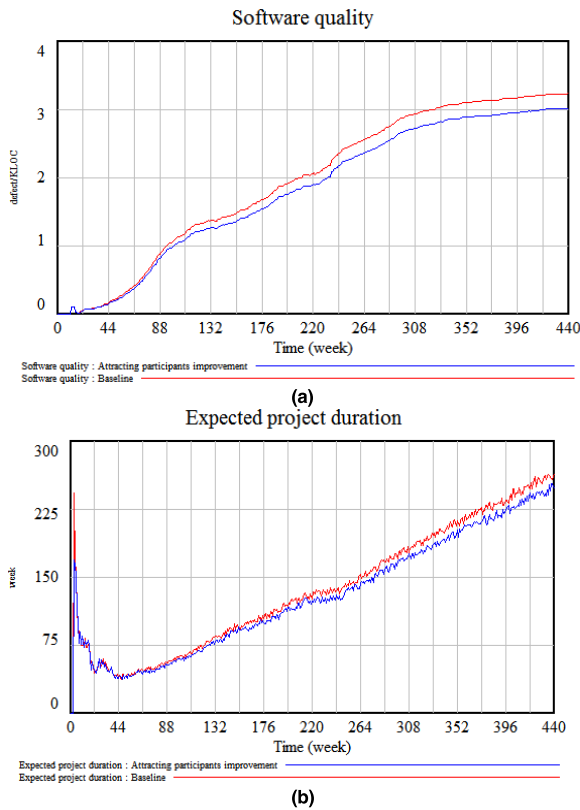 Software quality
4
3
2
1
0
defect/KLOC
0 44 88 132 176 220 264 308 352 396 440
Time (week)
Software quality : Attracting participants improvement
Software quality : Baseline
(a)
Expected project duration
300
225
150
75
0
week
0 44 88 132 176 220 264 308 352 396 440
Time (week)
Expected project duration : Attracting participants improvement
Expected project duration : Baseline
(b)